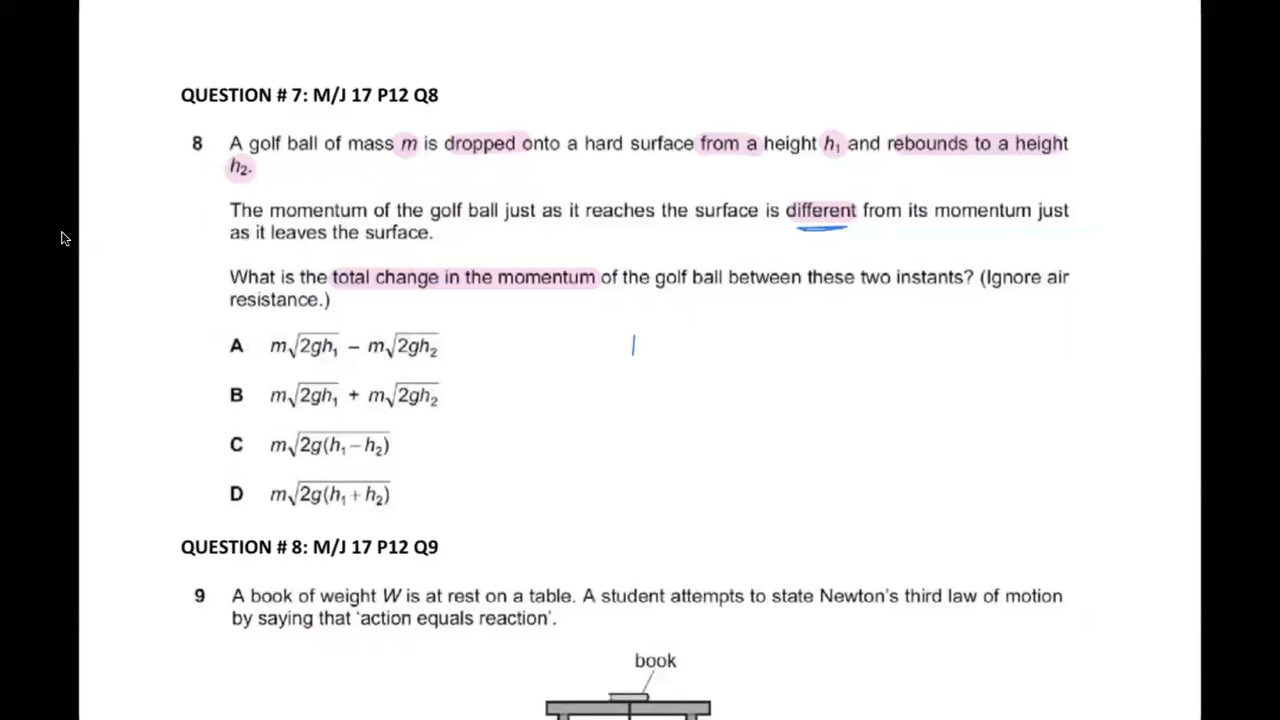 QUESTION # 7: M/J 17 P12 Q8
8 A golf ball of mass m is dropped onto a hard surface from a height h₁ and rebounds to a height
h₂.
The momentum of the golf ball just as it reaches the surface is different from its momentum just
as it leaves the surface.
What is the total change in the momentum of the golf ball between these two instants? (Ignore air
resistance.)
A m√2gh₁ − m√2gh₂
B m√2gh₁ + m√2gh₂
C m√2g(h₁ − h₂)
D m√2g(h₁ + h₂)
QUESTION # 8: M/J 17 P12 Q9
9 A book of weight W is at rest on a table. A student attempts to state Newton's third law of motion
by saying that 'action equals reaction'.
book